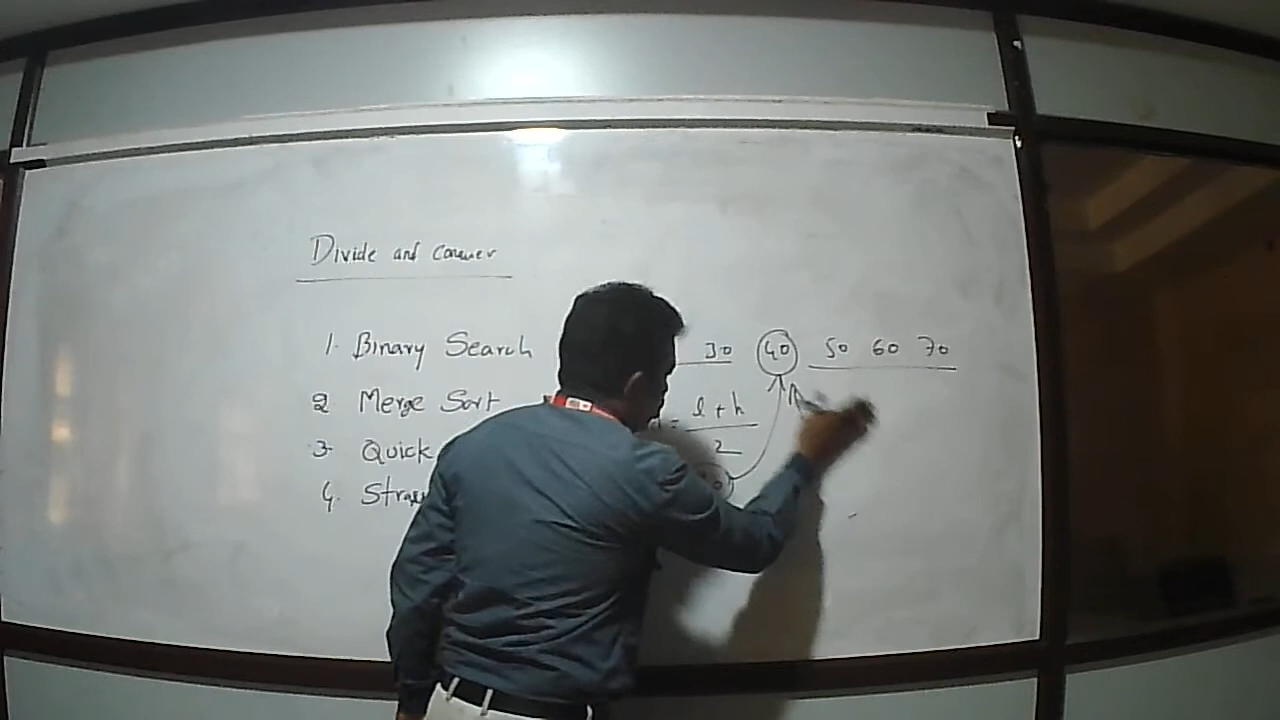 Divide and Conquer
1. Binary Search 30 40 50 60 70
2 Merge Sort l + h
3 Quick 2
4. Stra